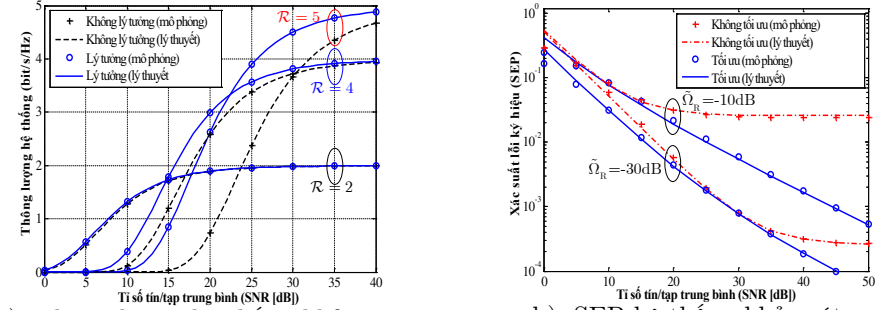 Thông lượng hệ thống (bit/s/Hz)
5
4
3
2
1
0
Không lý tưởng (mô phỏng)
Không lý tưởng (lý thuyết)
Lý tưởng (mô phỏng)
Lý tưởng (lý thuyết
R = 5
R = 4
R = 2
0 5 10 15 20 25 30 35 40
Tỉ số tín/tạp trung bình (SNR [dB])
Xác suất lỗi ký hiệu (SEP)
10^0
10^-1
10^-2
10^-3
10^-4
Không tối ưu (mô phỏng)
Không tối ưu (lý thuyết)
Tối ưu (mô phỏng)
Tối ưu (lý thuyết)
Ω̃_R=-10dB
Ω̃_R=-30dB
0 10 20 30 40 50
Tỉ số tín/tạp trung bình (SNR [dB])
b) SEP